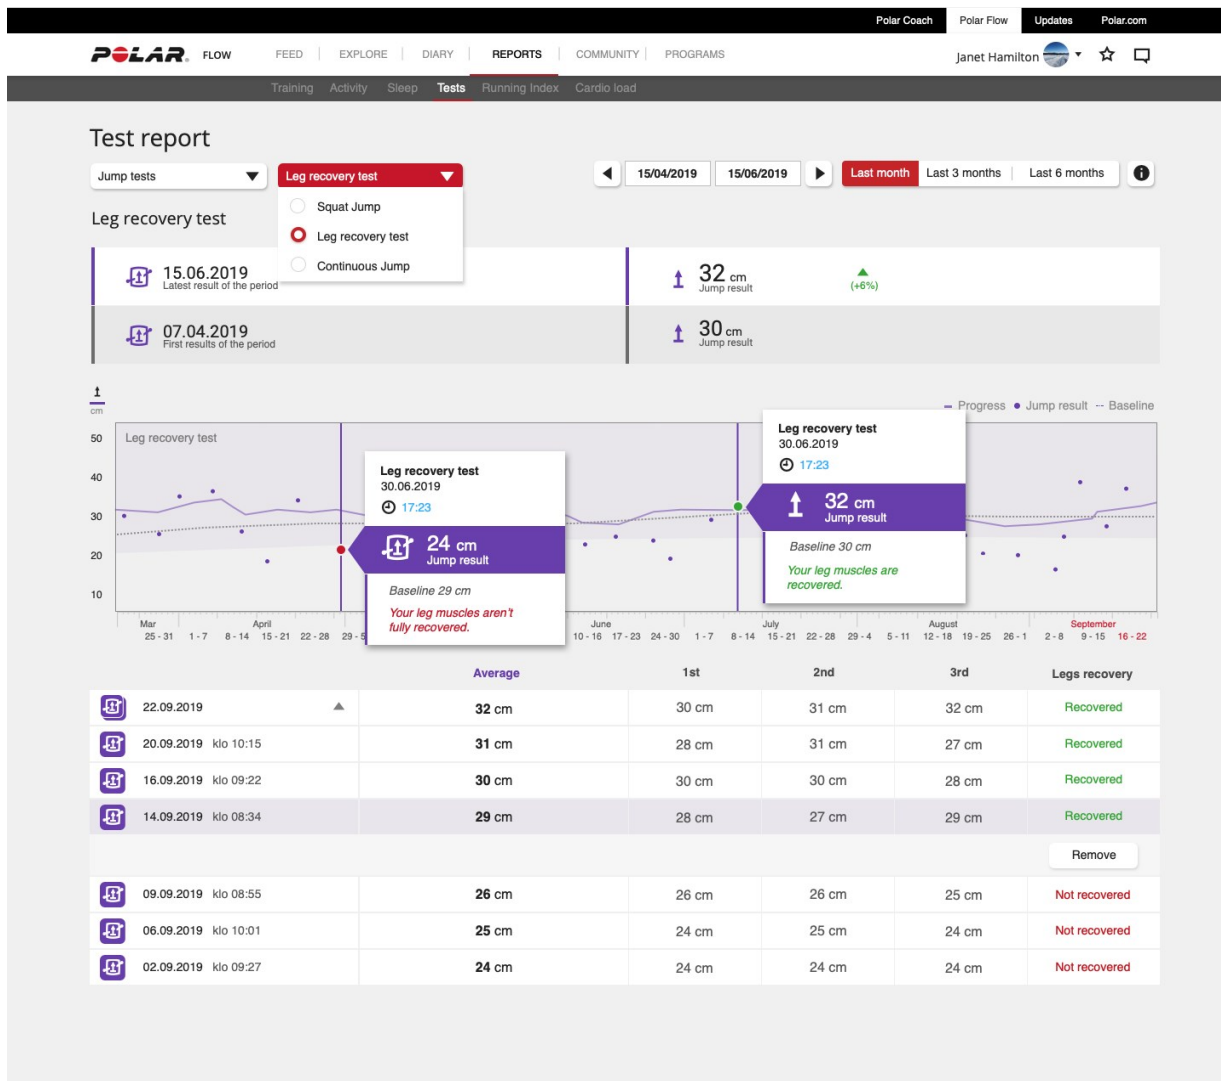 Polar Coach Polar Flow Updates Polar.com
POLAR. FLOW FEED EXPLORE DIARY REPORTS COMMUNITY PROGRAMS Janet Hamilton
Training Activity Sleep Tests Running Index Cardio load
Test report
Jump tests Leg recovery test 15/04/2019 15/06/2019 Last month Last 3 months Last 6 months i
Squat Jump
Leg recovery test
Leg recovery test
Continuous Jump
15.06.2019 32 cm
Latest result of the period Jump result (+6%)
07.04.2019 30 cm
First results of the period Jump result
cm
Progress Jump result Baseline
50 Leg recovery test
40
30
20
10
Leg recovery test
30.06.2019
17:23
24 cm
Jump result
Baseline 29 cm
Your leg muscles aren't
fully recovered.
Leg recovery test
30.06.2019
17:23
32 cm
Jump result
Baseline 30 cm
Your leg muscles are
recovered.
Mar April June July August September
25 - 31 1 - 7 8 - 14 15 - 21 22 - 28 29 - 5 10 - 16 17 - 23 24 - 30 1 - 7 8 - 14 15 - 21 22 - 28 29 - 4 5 - 11 12 - 18 19 - 25 26 - 1 2 - 8 9 - 15 16 - 22
Average 1st 2nd 3rd Legs recovery
22.09.2019 32 cm 30 cm 31 cm 32 cm Recovered
20.09.2019 klo 10:15 31 cm 28 cm 31 cm 27 cm Recovered
16.09.2019 klo 09:22 30 cm 30 cm 30 cm 28 cm Recovered
14.09.2019 klo 08:34 29 cm 28 cm 27 cm 29 cm Recovered
Remove
09.09.2019 klo 08:55 26 cm 26 cm 26 cm 25 cm Not recovered
06.09.2019 klo 10:01 25 cm 24 cm 25 cm 24 cm Not recovered
02.09.2019 klo 09:27 24 cm 24 cm 24 cm 24 cm Not recovered